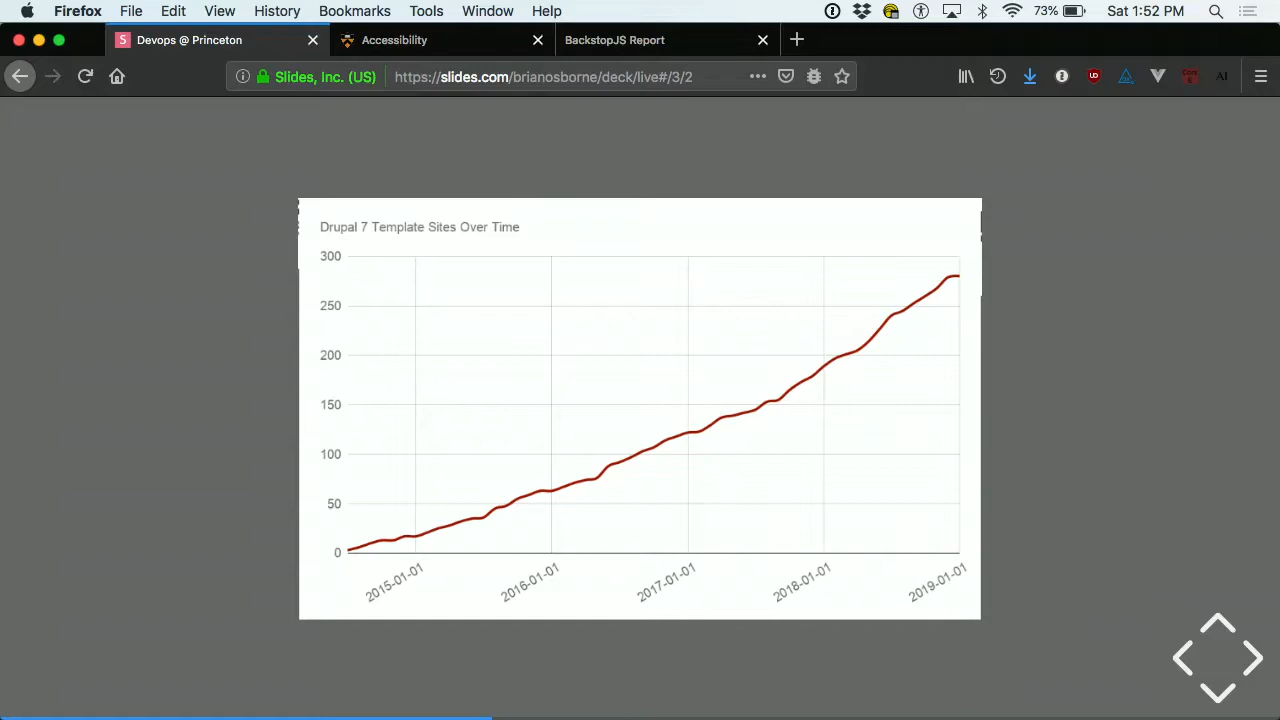 Firefox File Edit View History Bookmarks Tools Window Help 73% Sat 1:52 PM
Devops @ Princeton Accessibility BackstopJS Report
Slides, Inc. (US) https://slides.com/brianosborne/deck/live#/3/2
Drupal 7 Template Sites Over Time
300
250
200
150
100
50
0
2015-01-01 2016-01-01 2017-01-01 2018-01-01 2019-01-01